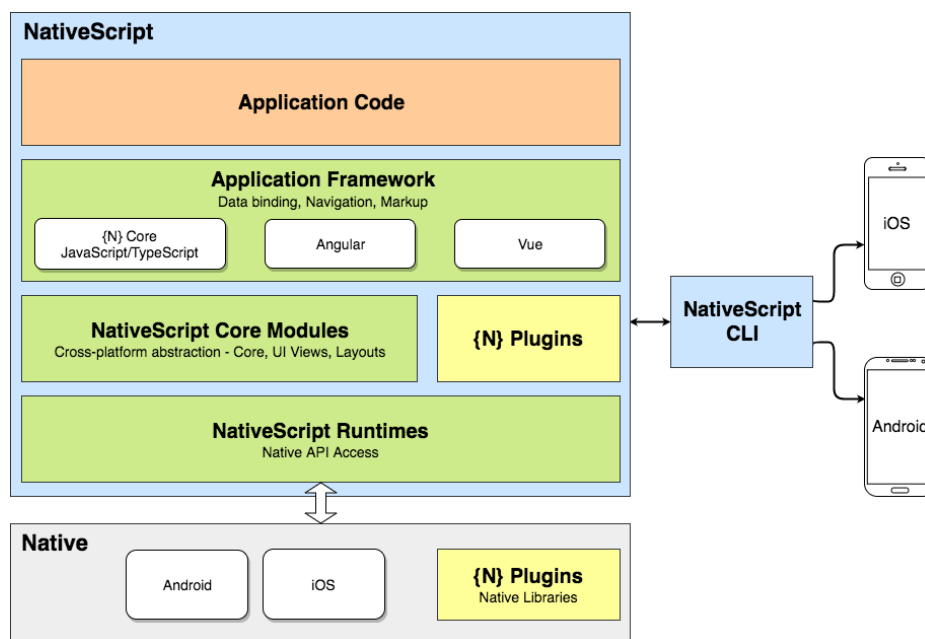 NativeScript
Application Code
Application Framework
Data binding, Navigation, Markup
{N} Core
JavaScript/TypeScript
Angular
Vue
NativeScript Core Modules
Cross-platform abstraction - Core, UI Views, Layouts
{N} Plugins
NativeScript Runtimes
Native API Access
NativeScript
CLI
iOS
Android
Native
Android
iOS
{N} Plugins
Native Libraries